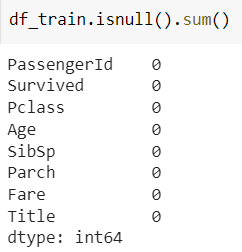 df_train.isnull().sum()
PassengerId    0
Survived       0
Pclass         0
Age            0
SibSp          0
Parch          0
Fare           0
Title          0
dtype: int64